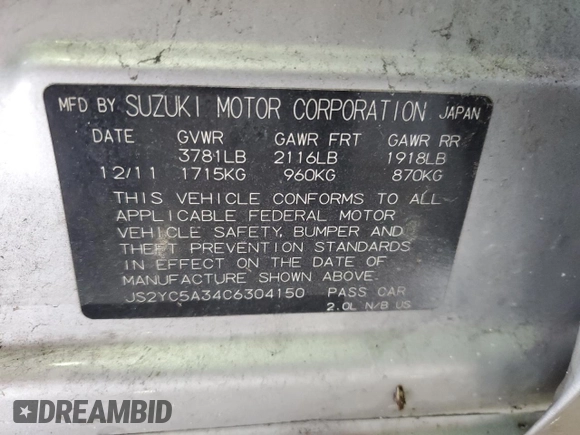 MFD BY SUZUKI MOTOR CORPORATION JAPAN
DATE GVWR GAWR FRT GAWR RR
3781LB 2116LB 1918LB
12/11 1715KG 960KG 870KG
THIS VEHICLE CONFORMS TO ALL
APPLICABLE FEDERAL MOTOR
VEHICLE SAFETY, BUMPER AND
THEFT PREVENTION STANDARDS
IN EFFECT ON THE DATE OF
MANUFACTURE SHOWN ABOVE.
JS2YC5A34C6304150 PASS CAR
2.0L N/B US
DREAMBID